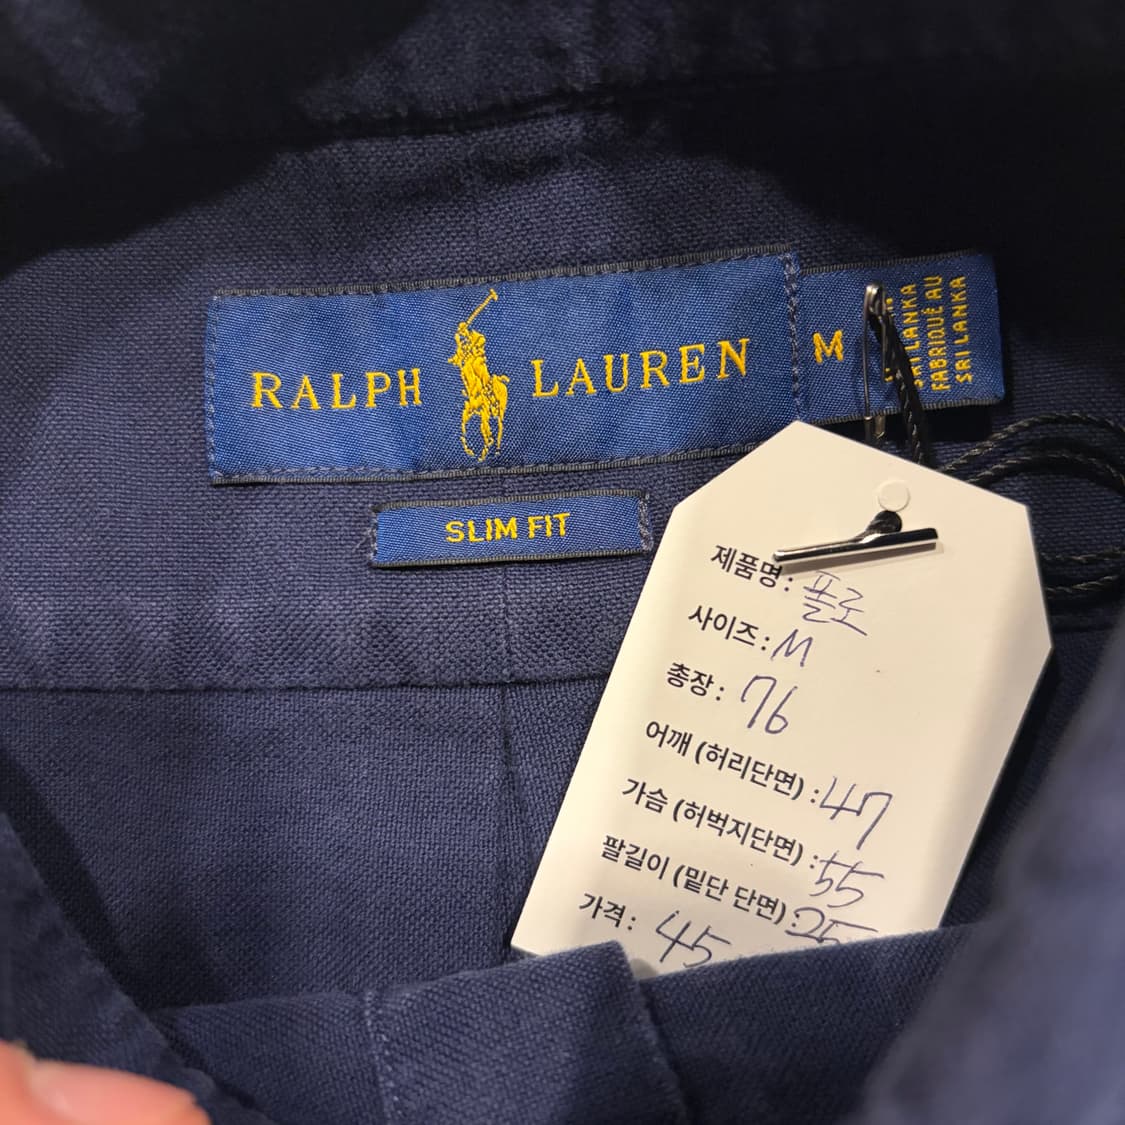 RALPH LAUREN
M
SRI LANKA
FABRIQUÉ AU
SRI LANKA
SLIM FIT
제품명: 폴로
사이즈: M
총장: 76
어깨 (허리단면) : 47
가슴 (허벅지단면) : 55
팔길이 (밑단 단면) : 25
가격: 45